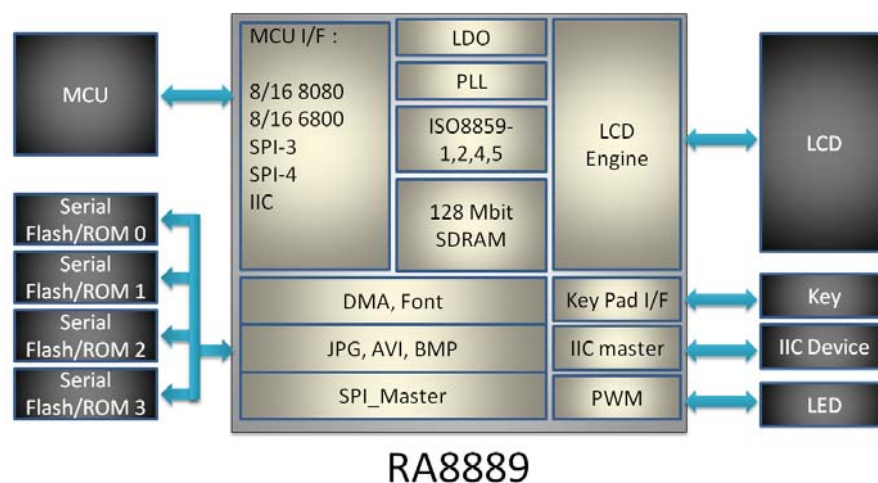 MCU
Serial
Flash/ROM 0
Serial
Flash/ROM 1
Serial
Flash/ROM 2
Serial
Flash/ROM 3
MCU I/F :
8/16 8080
8/16 6800
SPI-3
SPI-4
IIC
LDO
PLL
ISO8859-
1,2,4,5
128 Mbit
SDRAM
LCD
Engine
DMA, Font
JPG, AVI, BMP
SPI_Master
Key Pad I/F
IIC master
PWM
LCD
Key
IIC Device
LED
RA8889